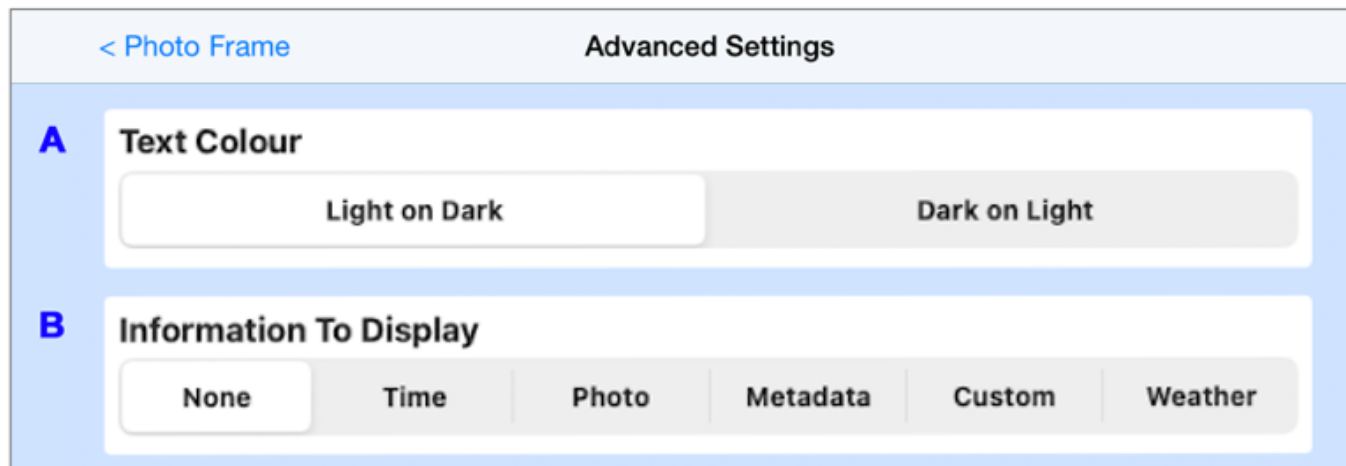 < Photo Frame Advanced Settings
A Text Colour
Light on Dark Dark on Light
B Information To Display
None Time Photo Metadata Custom Weather